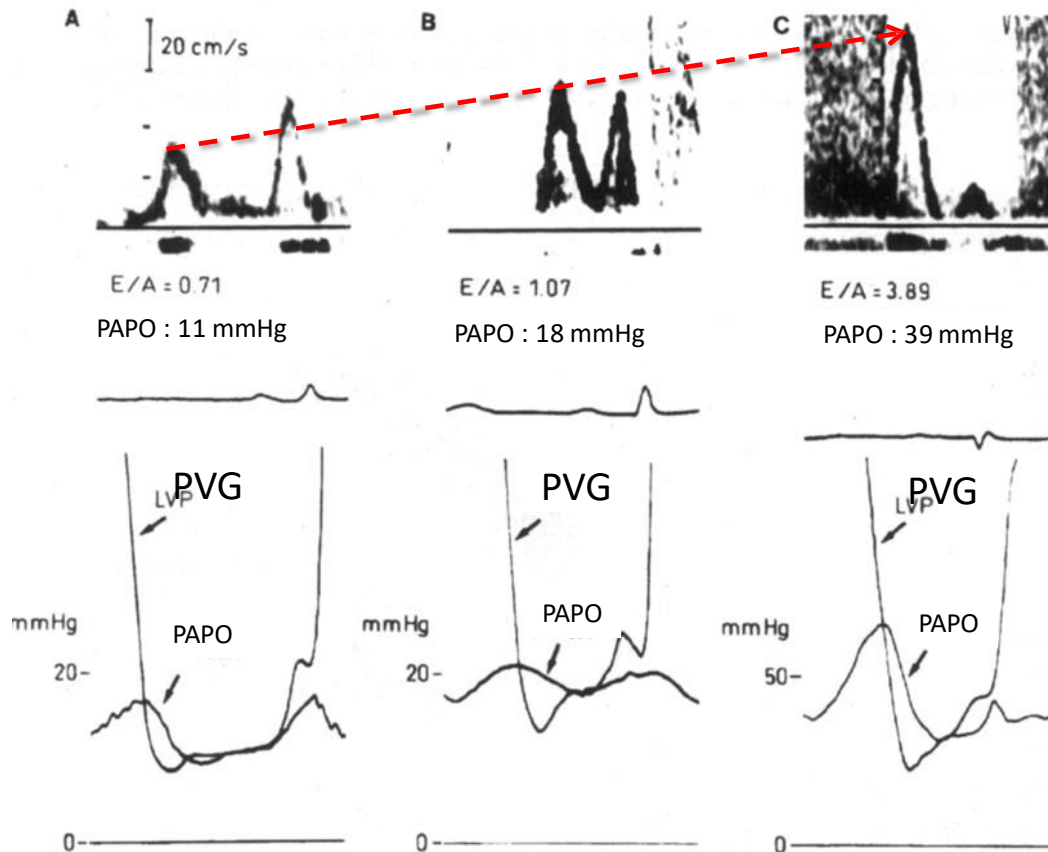 A
20 cm/s
E/A = 0.71
PAPO : 11 mmHg
PVG
LVP
PAPO
mmHg
20-
0-
B
E/A = 1.07
PAPO : 18 mmHg
PVG
PAPO
mmHg
20-
0-
C
E/A = 3.89
PAPO : 39 mmHg
PVG
LVP
PAPO
mmHg
50-
0-